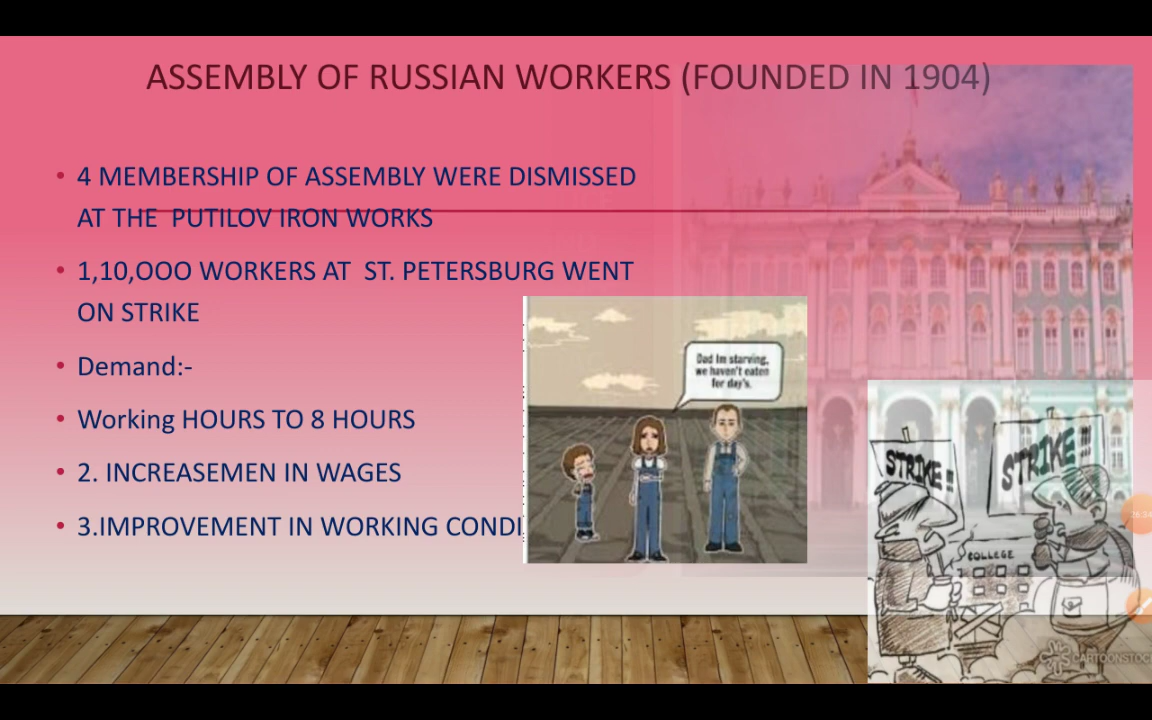 ASSEMBLY OF RUSSIAN WORKERS (FOUNDED IN 1904)
• 4 MEMBERSHIP OF ASSEMBLY WERE DISMISSED
AT THE PUTILOV IRON WORKS
• 1,10,OOO WORKERS AT ST. PETERSBURG WENT
ON STRIKE
• Demand:-
• Working HOURS TO 8 HOURS
• 2. INCREASEMEN IN WAGES
• 3.IMPROVEMENT IN WORKING CONDI
Dad Im starving,
we haven't eaten
for day's.
STRIKE!!
STRIKE!!
COLLEGE
CARTOONSTOC